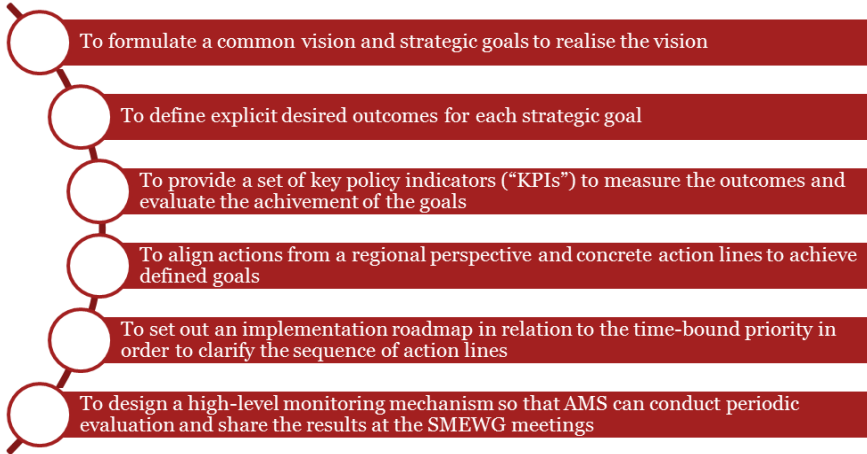 To formulate a common vision and strategic goals to realise the vision
To define explicit desired outcomes for each strategic goal
To provide a set of key policy indicators (“KPIs”) to measure the outcomes and
evaluate the achivement of the goals
To align actions from a regional perspective and concrete action lines to achieve
defined goals
To set out an implementation roadmap in relation to the time-bound priority in
order to clarify the sequence of action lines
To design a high-level monitoring mechanism so that AMS can conduct periodic
evaluation and share the results at the SMEWG meetings